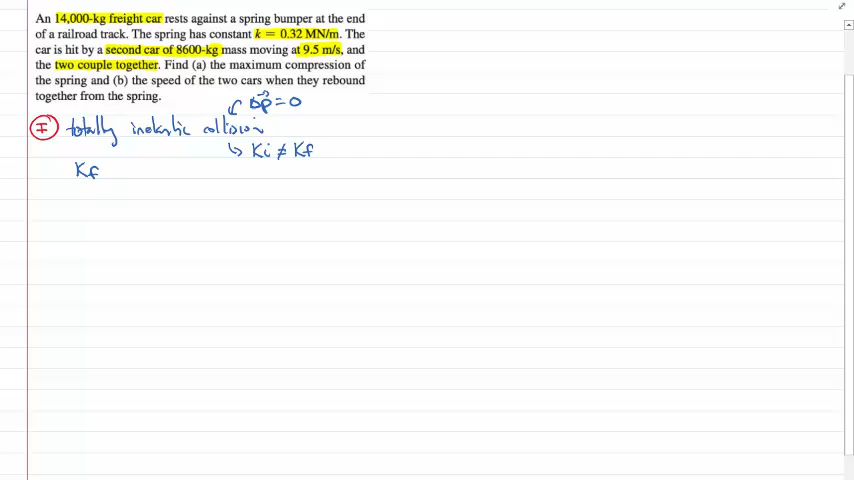 An 14,000-kg freight car rests against a spring bumper at the end
of a railroad track. The spring has constant k = 0.32 MN/m. The
car is hit by a second car of 8600-kg mass moving at 9.5 m/s, and
the two couple together. Find (a) the maximum compression of
the spring and (b) the speed of the two cars when they rebound
together from the spring.
Δp⃗ = 0
I totally inelastic collision
Ki ≠ Kf
Kf